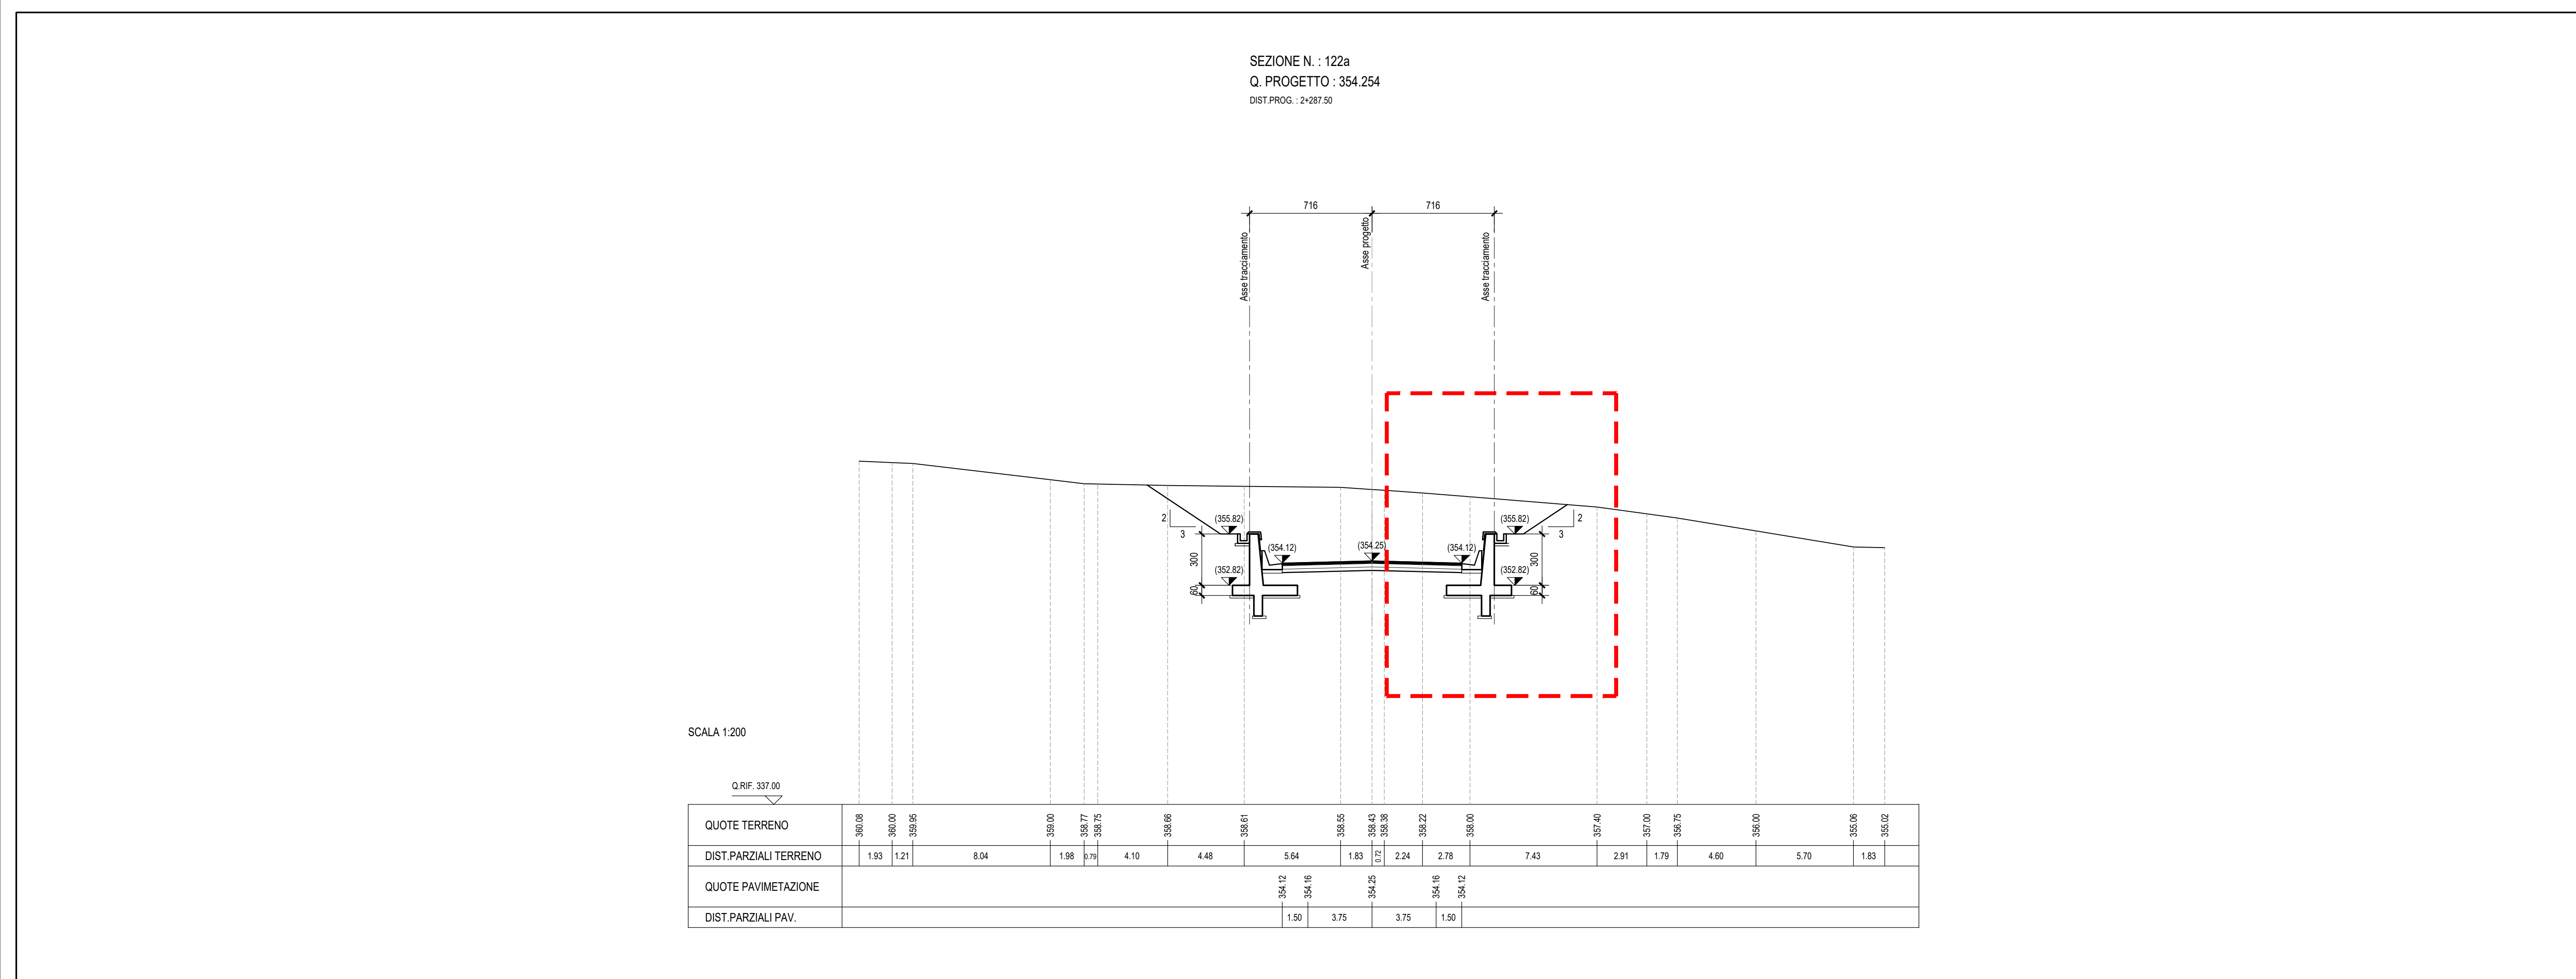 SEZIONE N. : 122a
Q. PROGETTO : 354.254
DIST.PROG. : 2+287.50
716 716
Asse tracciamento
Asse progetto
Asse tracciamento
2
3
(355.82)
(355.82)
2
3
300
(354.12)
(354.25)
(354.12)
300
(352.82)
(352.82)
60
60
SCALA 1:200
Q.RIF. 337.00
QUOTE TERRENO 360.08 360.00 359.95 359.00 358.77 358.75 358.66 358.61 358.55 358.43 358.38 358.22 358.00 357.40 357.00 356.75 356.00 355.06 355.02
DIST.PARZIALI TERRENO 1.93 1.21 8.04 1.98 0.79 4.10 4.48 5.64 1.83 0.72 2.24 2.78 7.43 2.91 1.79 4.60 5.70 1.83
QUOTE PAVIMETAZIONE 354.12 354.16 354.25 354.16 354.12
DIST.PARZIALI PAV. 1.50 3.75 3.75 1.50